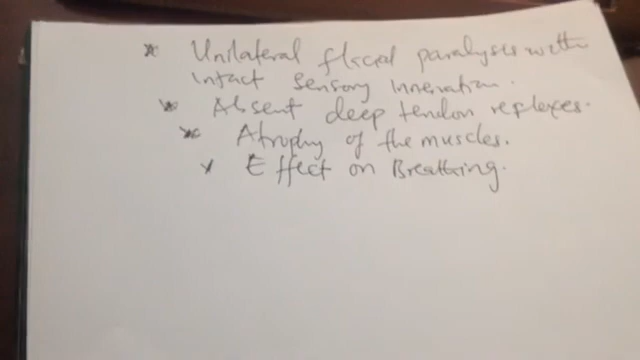 * Unilateral flaccid paralysis with
intact sensory innervation.
* Absent deep tendon reflexes.
* Atrophy of the muscles.
* Effect on Breathing.